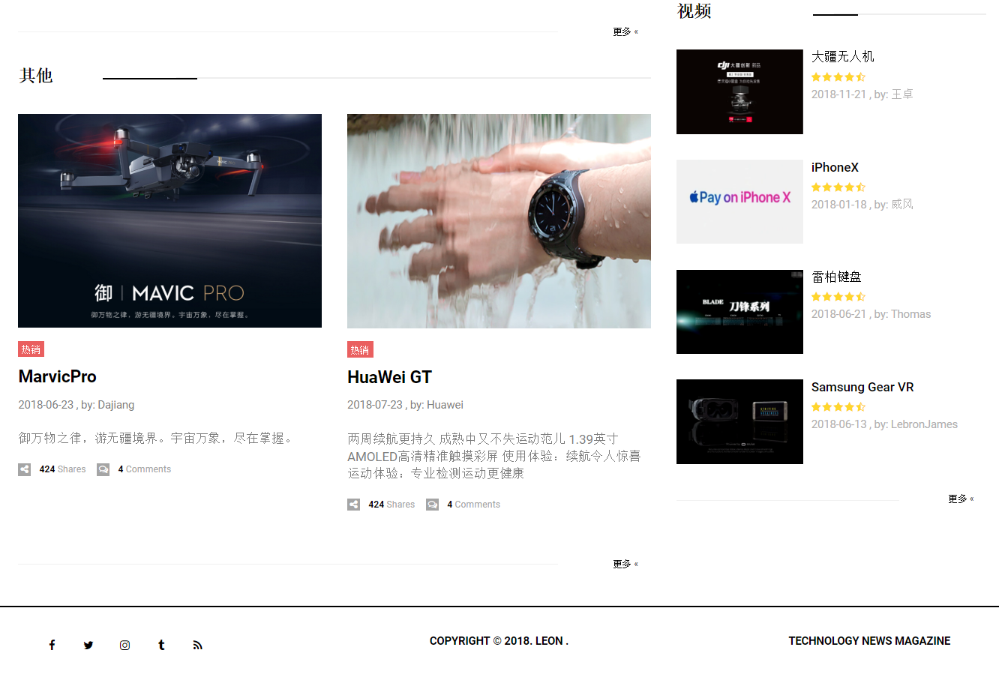 更多 «
其他
御 | MAVIC PRO
御万物之律，游无疆境界。宇宙万象，尽在掌握。
热销
MarvicPro
2018-06-23 , by: Dajiang
御万物之律，游无疆境界。宇宙万象，尽在掌握。
424 Shares 4 Comments
热销
HuaWei GT
2018-07-23 , by: Huawei
两周续航更持久 成熟中又不失运动范儿 1.39英寸
AMOLED高清精准触摸彩屏 使用体验：续航令人惊喜
运动体验：专业检测运动更健康
424 Shares 4 Comments
更多 «
视频
dji 大疆创新 新品
大疆无人机
2018-11-21 , by: 王卓
Pay on iPhone X
iPhoneX
2018-01-18 , by: 威风
BLADE 刀锋系列
雷柏键盘
2018-06-21 , by: Thomas
Samsung Gear VR
2018-06-13 , by: LebronJames
更多 «
COPYRIGHT © 2018. LEON .
TECHNOLOGY NEWS MAGAZINE